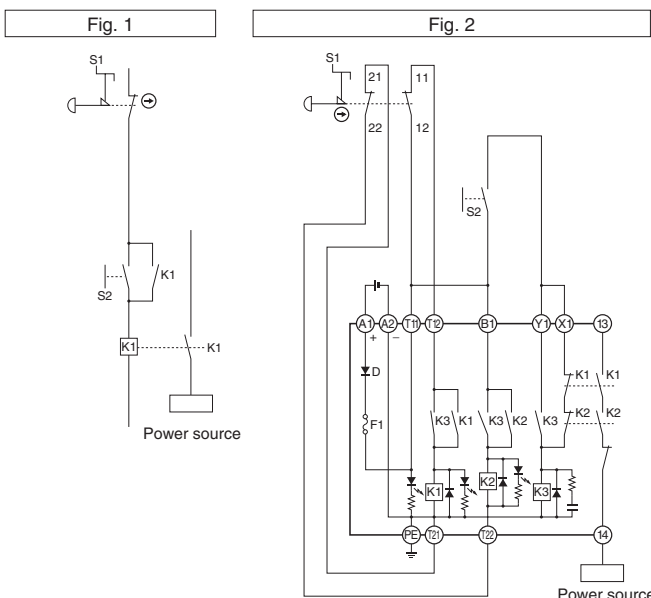 Fig. 1
Fig. 2
S1
S2
K1
K1
K1
Power source
S1
21
22
11
12
S2
A1
A2
T11
T12
B1
Y1
X1
13
+
−
D
F1
K3
K1
K3
K2
K3
K1
K1
K2
K2
K1
K2
K3
PE
T21
T22
14
Power source